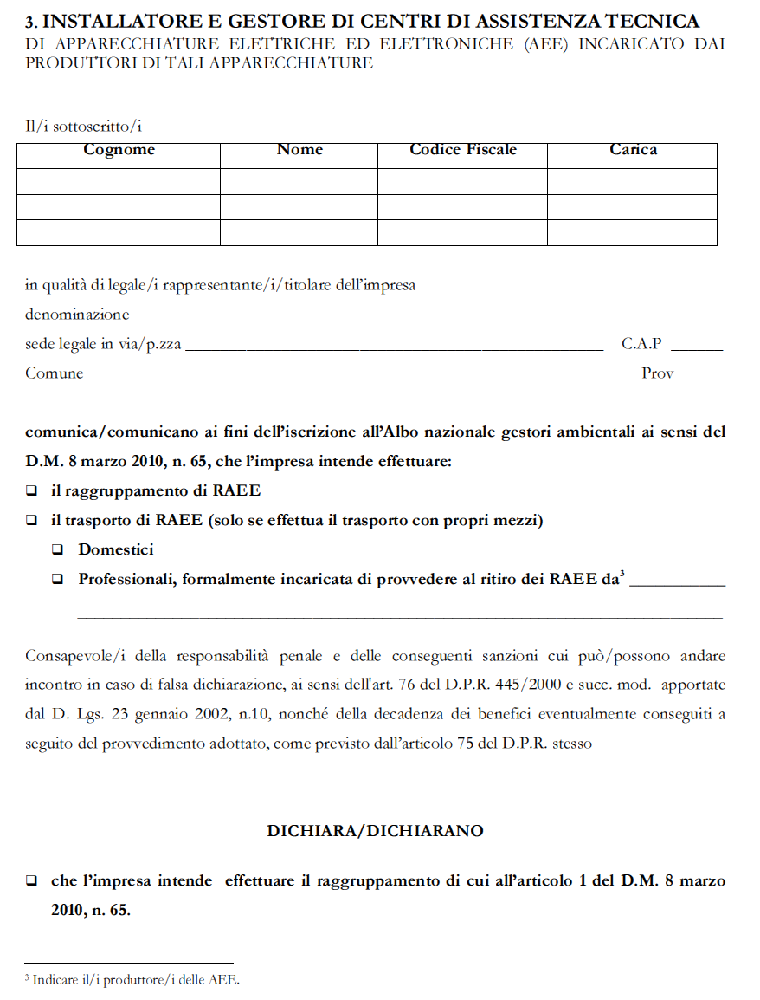 3. INSTALLATORE E GESTORE DI CENTRI DI ASSISTENZA TECNICA
DI APPARECCHIATURE ELETTRICHE ED ELETTRONICHE (AEE) INCARICATO DAI
PRODUTTORI DI TALI APPARECCHIATURE
Il/i sottoscritto/i
Cognome Nome Codice Fiscale Carica
in qualità di legale/i rappresentante/i/titolare dell'impresa
denominazione ____________________
sede legale in via/p.zza ____________________ C.A.P ______
Comune ____________________ Prov ____
comunica/comunicano ai fini dell'iscrizione all'Albo nazionale gestori ambientali ai sensi del
D.M. 8 marzo 2010, n. 65, che l'impresa intende effettuare:
❑ il raggruppamento di RAEE
❑ il trasporto di RAEE (solo se effettua il trasporto con propri mezzi)
❑ Domestici
❑ Professionali, formalmente incaricata di provvedere al ritiro dei RAEE da³ ___________
____________________
Consapevole/i della responsabilità penale e delle conseguenti sanzioni cui può/possono andare
incontro in caso di falsa dichiarazione, ai sensi dell'art. 76 del D.P.R. 445/2000 e succ. mod. apportate
dal D. Lgs. 23 gennaio 2002, n.10, nonché della decadenza dei benefici eventualmente conseguiti a
seguito del provvedimento adottato, come previsto dall'articolo 75 del D.P.R. stesso
DICHIARA/DICHIARANO
❑ che l'impresa intende effettuare il raggruppamento di cui all'articolo 1 del D.M. 8 marzo
2010, n. 65.
³ Indicare il/i produttore/i delle AEE.